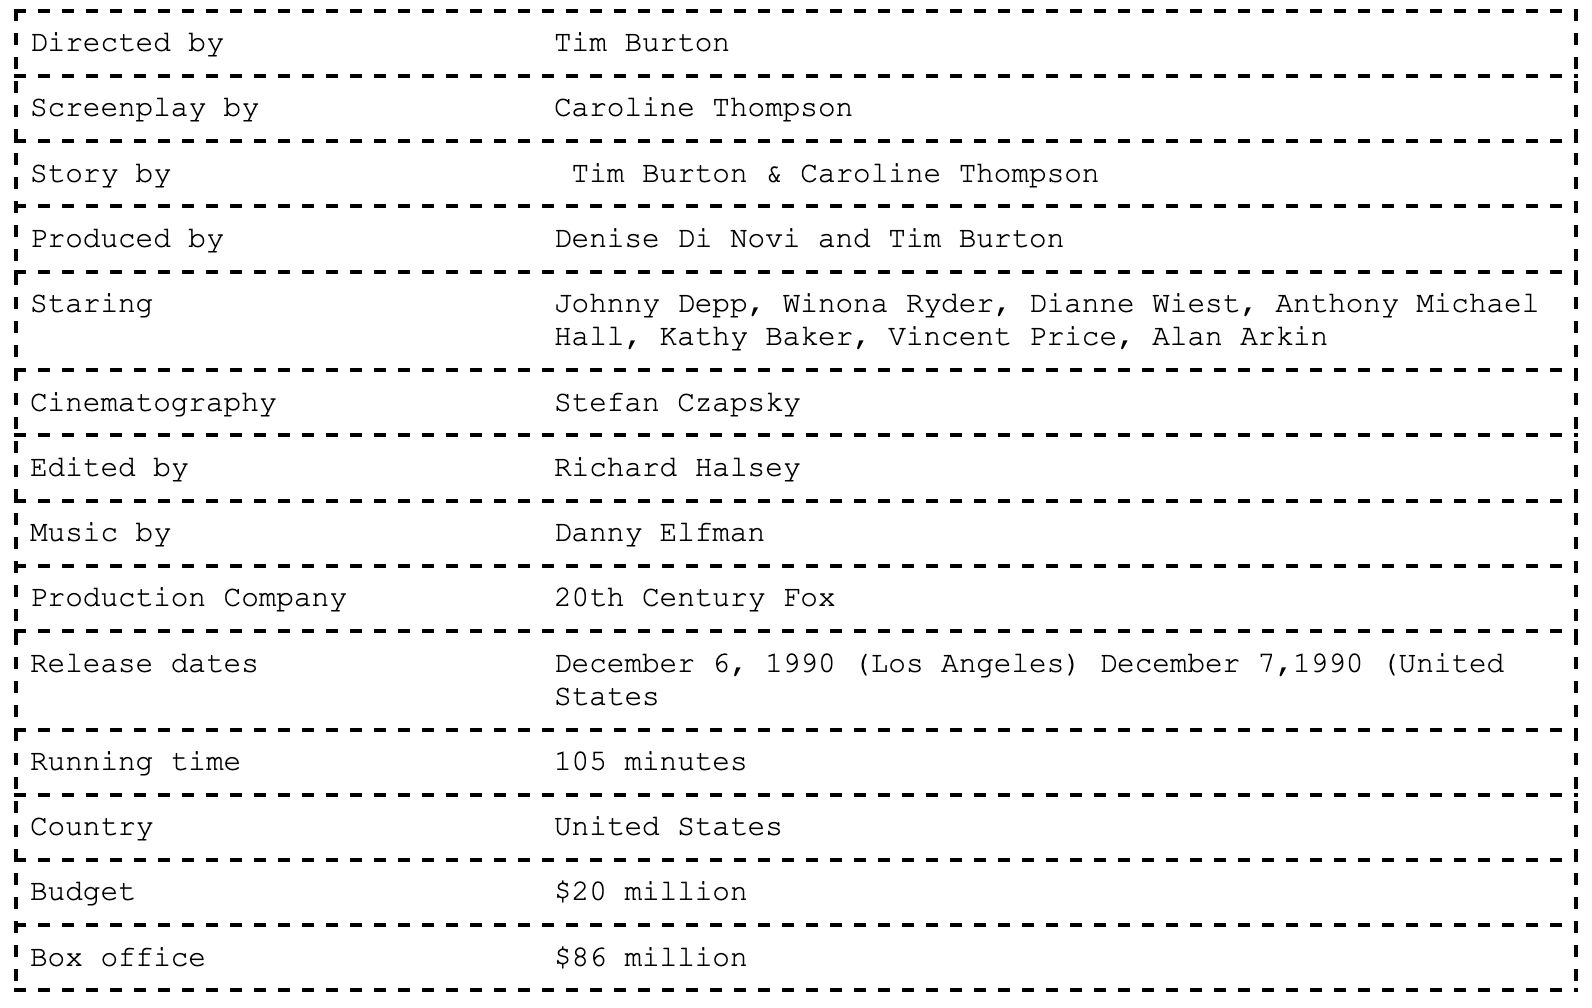 Directed by Tim Burton
Screenplay by Caroline Thompson
Story by Tim Burton & Caroline Thompson
Produced by Denise Di Novi and Tim Burton
Staring Johnny Depp, Winona Ryder, Dianne Wiest, Anthony Michael
Hall, Kathy Baker, Vincent Price, Alan Arkin
Cinematography Stefan Czapsky
Edited by Richard Halsey
Music by Danny Elfman
Production Company 20th Century Fox
Release dates December 6, 1990 (Los Angeles) December 7,1990 (United
States
Running time 105 minutes
Country United States
Budget $20 million
Box office $86 million